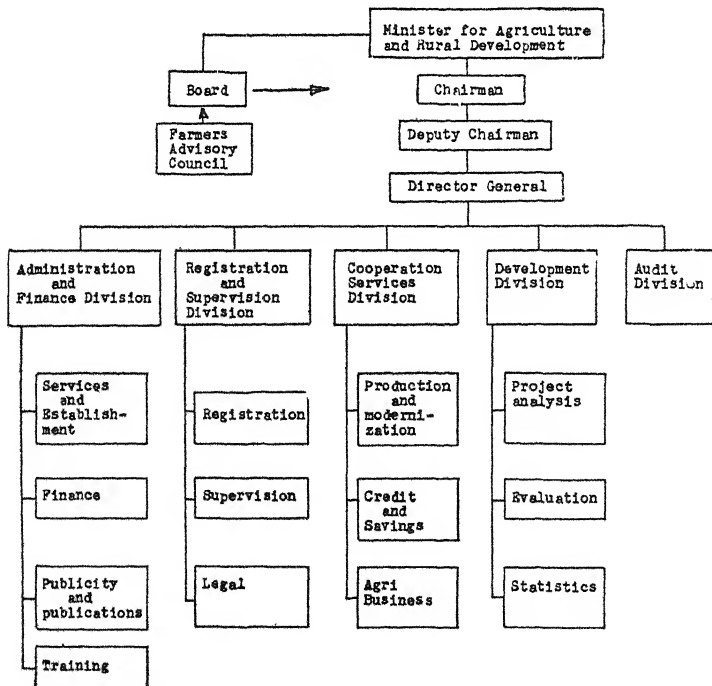 Minister for Agriculture
and Rural Development
Board
Chairman
Farmers
Advisory
Council
Deputy Chairman
Director General
Administration
and
Finance Division
Registration
and
Supervision
Division
Cooperation
Services
Division
Development
Division
Audit
Division
Services
and
Establish-
ment
Finance
Publicity
and
publications
Training
Registration
Supervision
Legal
Production
and
moderni-
zation
Credit
and
Savings
Agri
Business
Project
analysis
Evaluation
Statistics